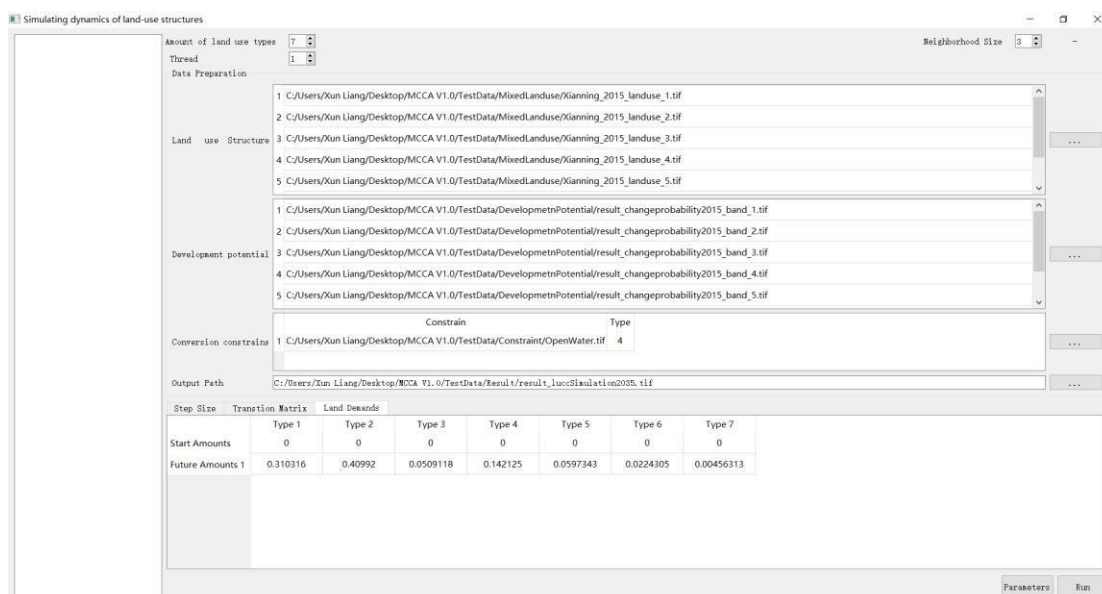 Simulating dynamics of land-use structures
Amount of land use types 7 Neighborhood Size 3 -
Thread 1
Data Preparation
Land use Structure
1 C:/Users/Xun Liang/Desktop/MCCA V1.0/TestData/MixedLanduse/Xianning_2015_landuse_1.tif
2 C:/Users/Xun Liang/Desktop/MCCA V1.0/TestData/MixedLanduse/Xianning_2015_landuse_2.tif
3 C:/Users/Xun Liang/Desktop/MCCA V1.0/TestData/MixedLanduse/Xianning_2015_landuse_3.tif
4 C:/Users/Xun Liang/Desktop/MCCA V1.0/TestData/MixedLanduse/Xianning_2015_landuse_4.tif
5 C:/Users/Xun Liang/Desktop/MCCA V1.0/TestData/MixedLanduse/Xianning_2015_landuse_5.tif
...
Development potential
1 C:/Users/Xun Liang/Desktop/MCCA V1.0/TestData/DevelopmetnPotential/result_changeprobability2015_band_1.tif
2 C:/Users/Xun Liang/Desktop/MCCA V1.0/TestData/DevelopmetnPotential/result_changeprobability2015_band_2.tif
3 C:/Users/Xun Liang/Desktop/MCCA V1.0/TestData/DevelopmetnPotential/result_changeprobability2015_band_3.tif
4 C:/Users/Xun Liang/Desktop/MCCA V1.0/TestData/DevelopmetnPotential/result_changeprobability2015_band_4.tif
5 C:/Users/Xun Liang/Desktop/MCCA V1.0/TestData/DevelopmetnPotential/result_changeprobability2015_band_5.tif
...
Constrain Type
Conversion constrains 1 C:/Users/Xun Liang/Desktop/MCCA V1.0/TestData/Constraint/OpenWater.tif 4 ...
Output Path C:/Users/Xun Liang/Desktop/MCCA V1.0/TestData/Result/result_luccSimulation2035.tif ...
Step Size Transtion Matrix Land Demands
Type 1 Type 2 Type 3 Type 4 Type 5 Type 6 Type 7
Start Amounts 0 0 0 0 0 0 0
Future Amounts 1 0.310316 0.40992 0.0509118 0.142125 0.0597343 0.0224305 0.00456313
Parameters Run